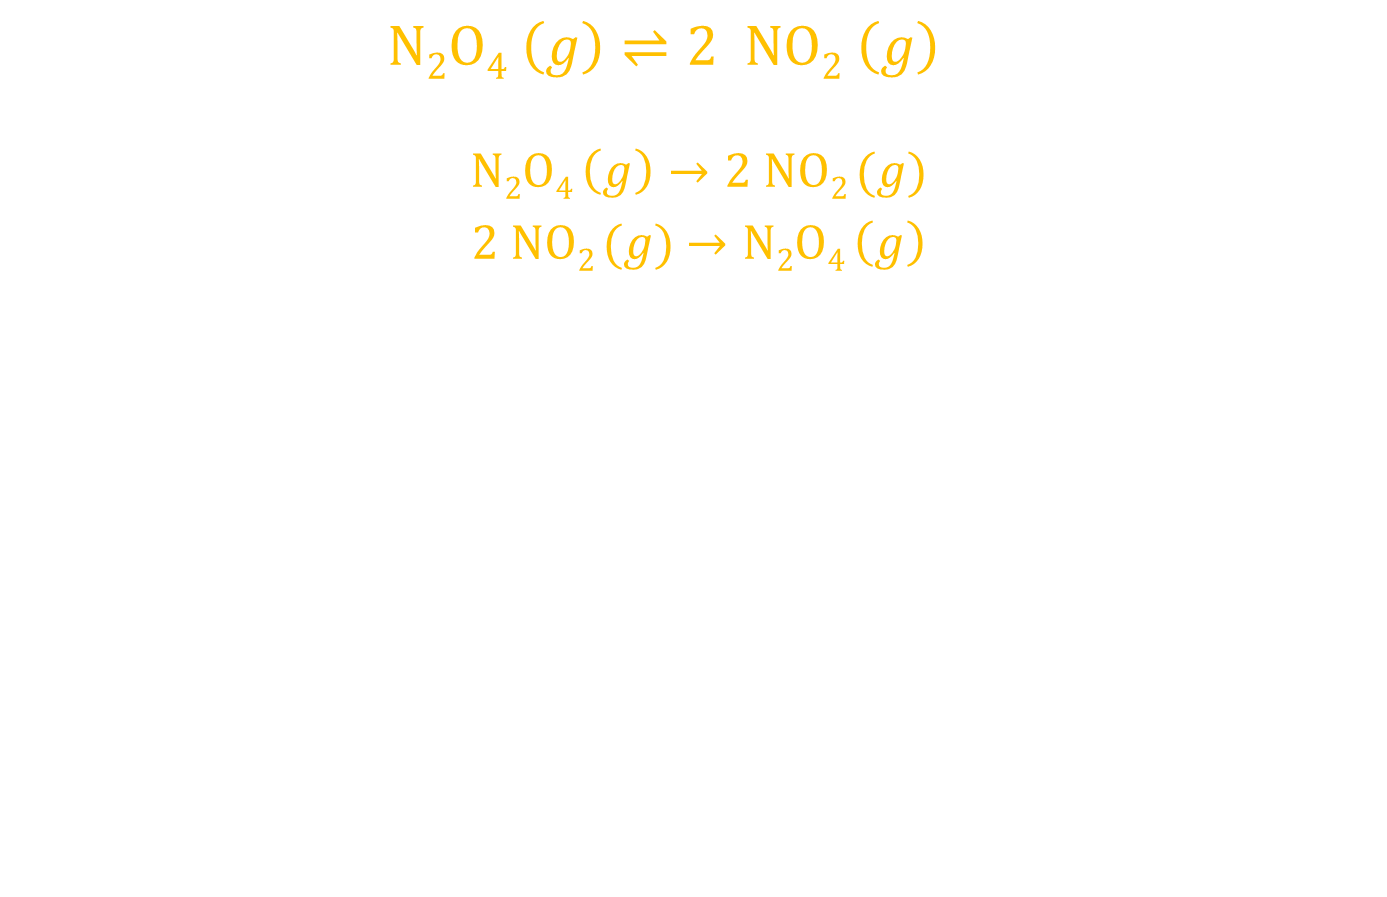 N₂O₄ (g) ⇌ 2 NO₂ (g)
N₂O₄ (g) → 2 NO₂ (g)
2 NO₂ (g) → N₂O₄ (g)